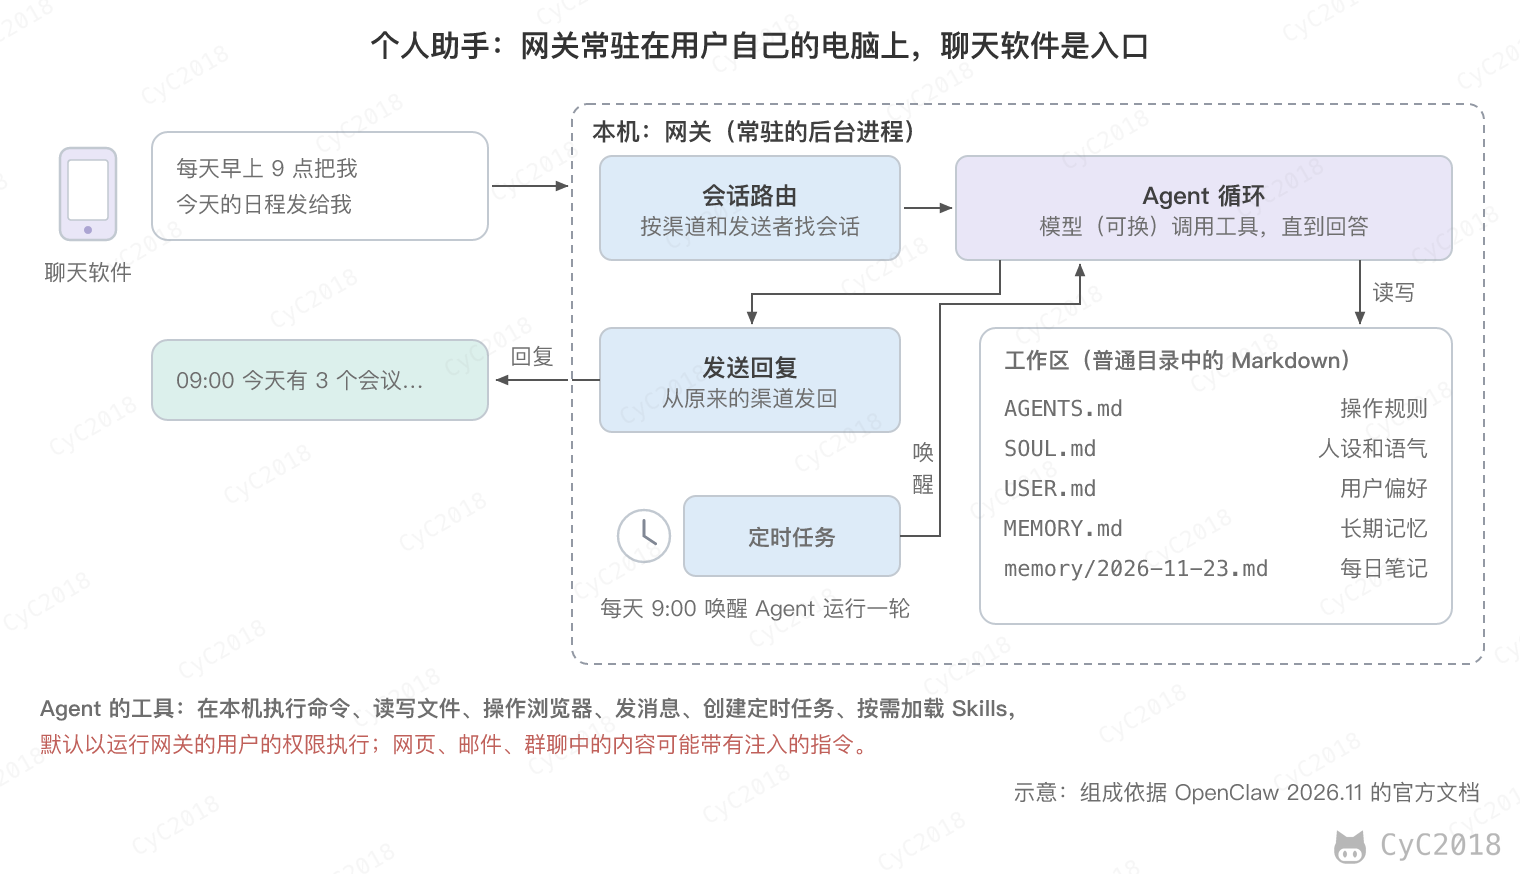 个人助手：网关常驻在用户自己的电脑上，聊天软件是入口
本机：网关（常驻的后台进程）
每天早上 9 点把我
今天的日程发给我
聊天软件
会话路由
按渠道和发送者找会话
Agent 循环
模型（可换）调用工具，直到回答
读写
回复
09:00 今天有 3 个会议…
发送回复
从原来的渠道发回
唤
醒
定时任务
每天 9:00 唤醒 Agent 运行一轮
工作区（普通目录中的 Markdown）
AGENTS.md 操作规则
SOUL.md 人设和语气
USER.md 用户偏好
MEMORY.md 长期记忆
memory/2026-11-23.md 每日笔记
Agent 的工具：在本机执行命令、读写文件、操作浏览器、发消息、创建定时任务、按需加载 Skills，
默认以运行网关的用户的权限执行；网页、邮件、群聊中的内容可能带有注入的指令。
示意：组成依据 OpenClaw 2026.11 的官方文档
CyC2018